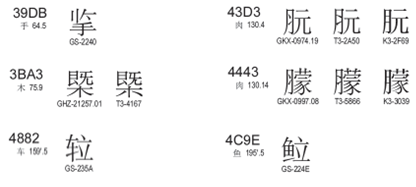 39DB 㧛
手 64.5
GS-2240
3BA3 㮣 㮣
木 75.9
GHZ-21257.01 T3-4167
4882 䢂
车 159'.5
GS-235A
43D3 䏓 䏓 䏓
肉 130.4
GKX-0974.19 T3-2A50 K3-2F69
4443 䑃 䑃 䑃
肉 130.14
GKX-0997.08 T3-5866 K3-3039
4C9E 䲞
鱼 195'.5
GS-224E